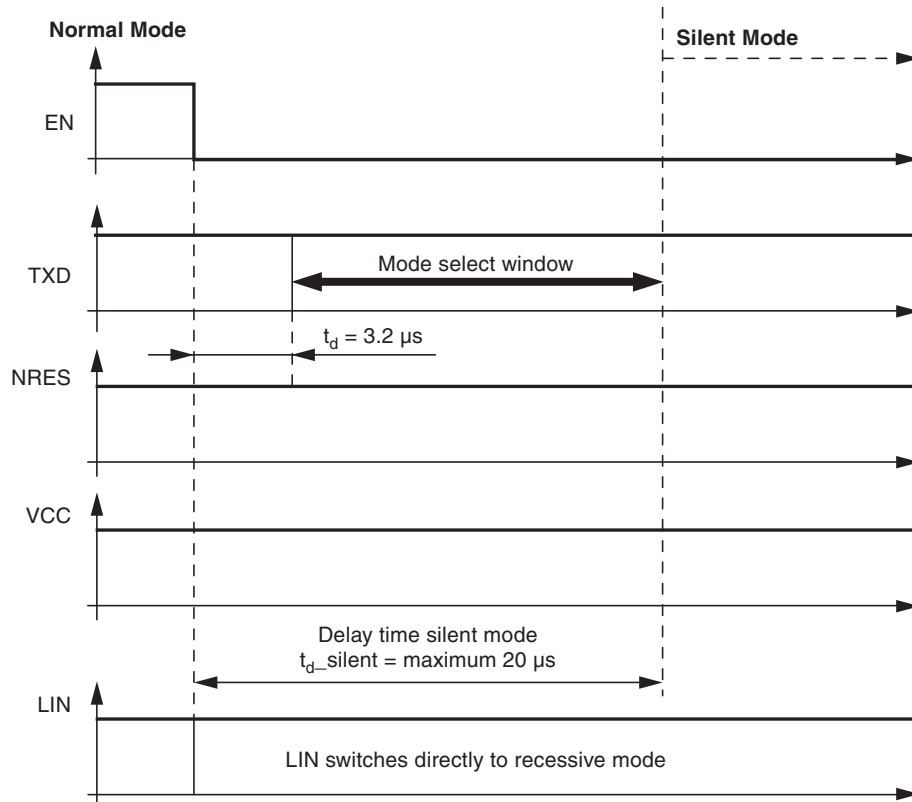 Normal Mode
Silent Mode
EN
TXD
Mode select window
t_d = 3.2 µs
NRES
VCC
Delay time silent mode
t_d_silent = maximum 20 µs
LIN
LIN switches directly to recessive mode